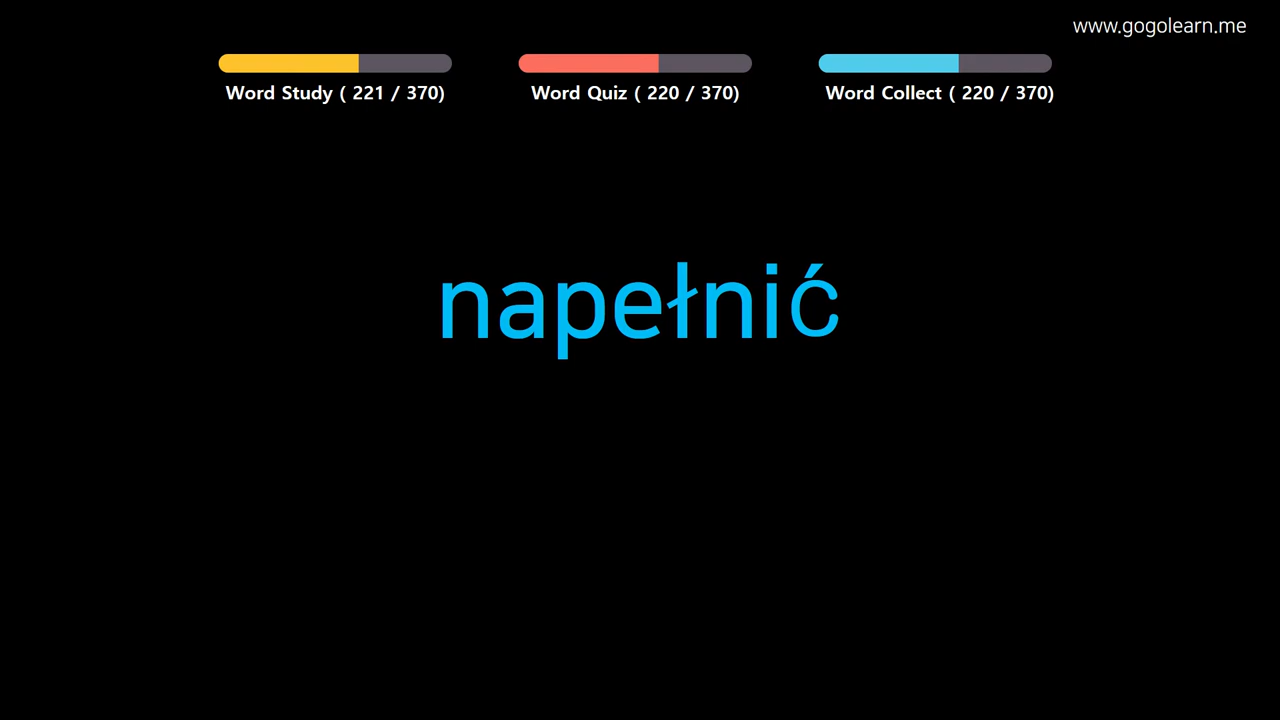 www.gogolearn.me
Word Study ( 221 / 370)
Word Quiz ( 220 / 370)
Word Collect ( 220 / 370)
napełnić